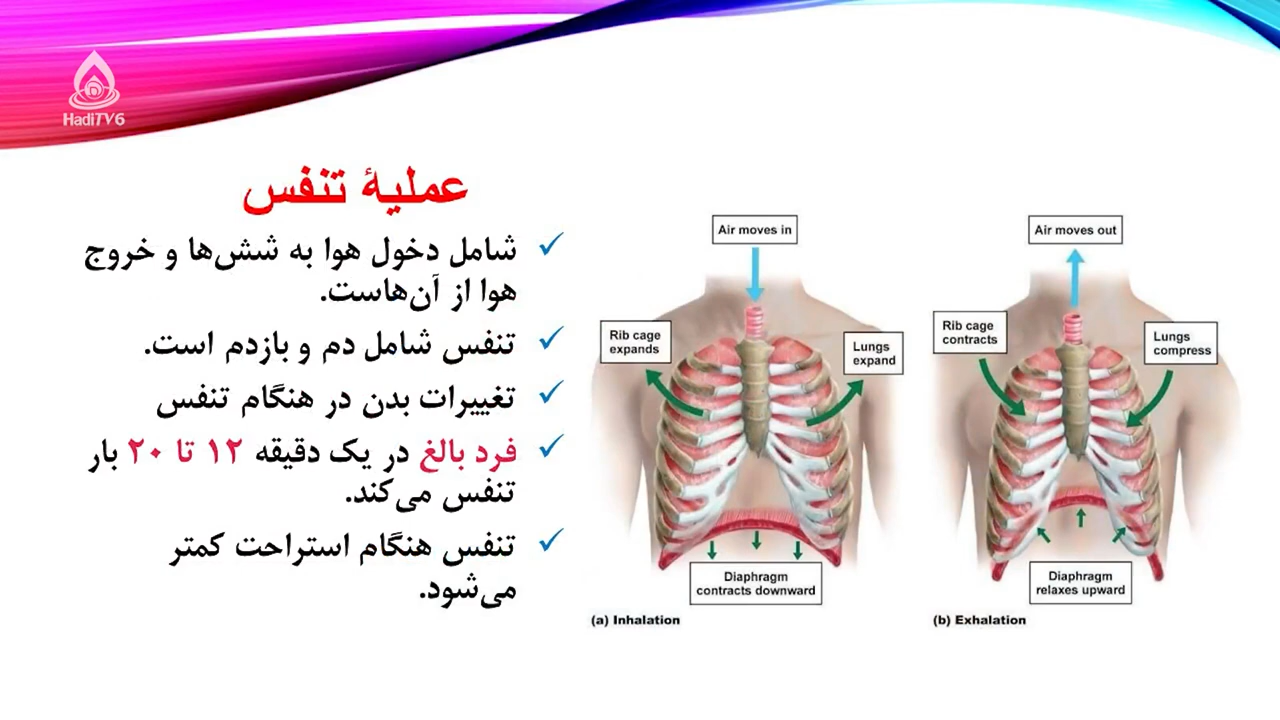 HadiTV6
عملیهٔ تنفس
شامل دخول هوا به شش‌ها و خروج
هوا از آن‌هاست.
تنفس شامل دم و بازدم است.
تغییرات بدن در هنگام تنفس
فرد بالغ در یک دقیقه ۱۲ تا ۲۰ بار
تنفس می‌کند.
تنفس هنگام استراحت کمتر
می‌شود.
Air moves in
Rib cage
expands
Lungs
expand
Diaphragm
contracts downward
(a) Inhalation
Air moves out
Rib cage
contracts
Lungs
compress
Diaphragm
relaxes upward
(b) Exhalation